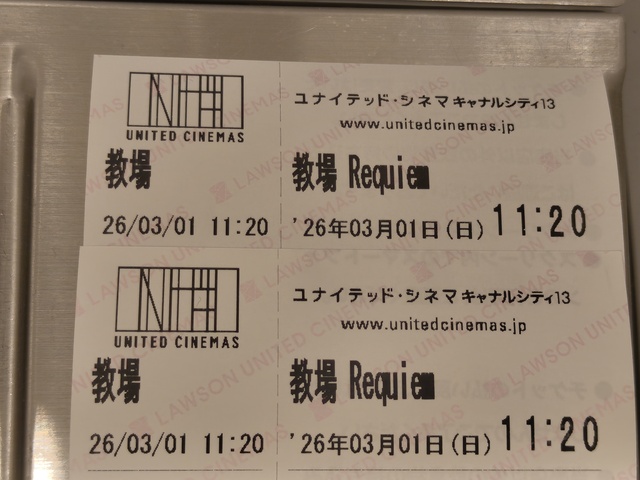 UNITED CINEMAS
ユナイテッド・シネマキャナルシティ13
www.unitedcinemas.jp
教場
教場 Requiem
26/03/01 11:20
'26年03月01日(日) 11:20
UNITED CINEMAS
ユナイテッド・シネマキャナルシティ13
www.unitedcinemas.jp
教場
教場 Requiem
26/03/01 11:20
'26年03月01日(日) 11:20
LAWSON UNITED CINEMAS